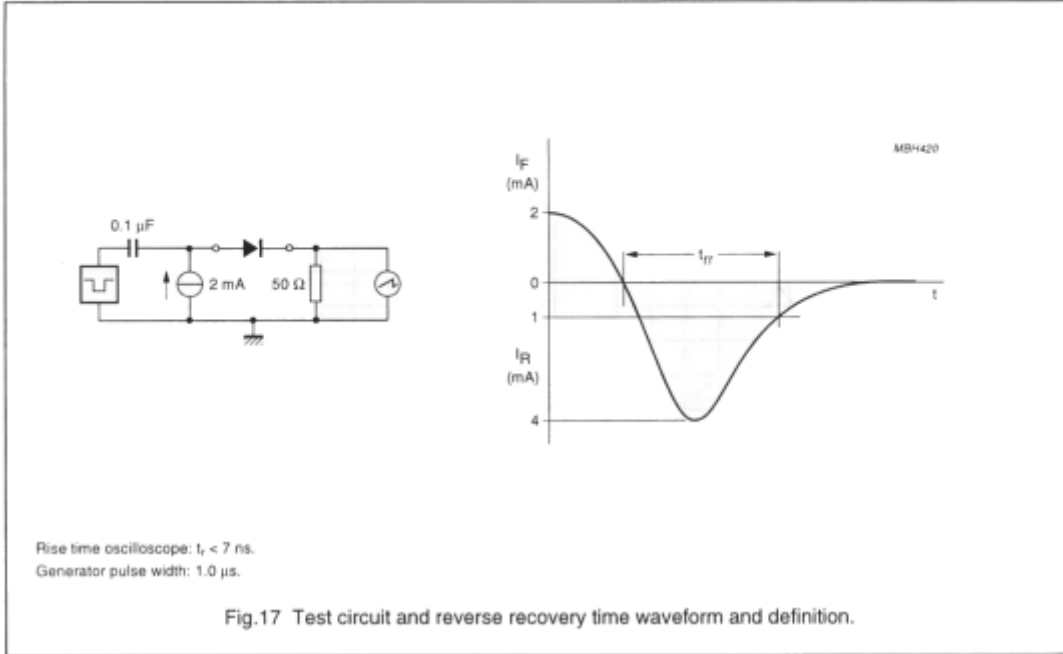 MBH420
I_F
(mA)
2
0.1 µF
t_rr
2 mA
50 Ω
0
t
1
I_R
(mA)
4
Rise time oscilloscope: t_r < 7 ns.
Generator pulse width: 1.0 µs.
Fig.17 Test circuit and reverse recovery time waveform and definition.